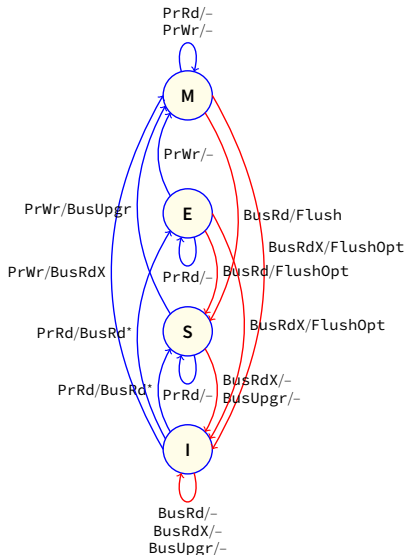 PrRd/–
PrWr/–
M
PrWr/–
PrWr/BusUpgr
E
BusRd/Flush
BusRdX/FlushOpt
PrWr/BusRdX
PrRd/–
BusRd/FlushOpt
PrRd/BusRd*
S
BusRdX/FlushOpt
PrRd/BusRd*
PrRd/–
BusRdX/–
BusUpgr/–
I
BusRd/–
BusRdX/–
BusUpgr/–